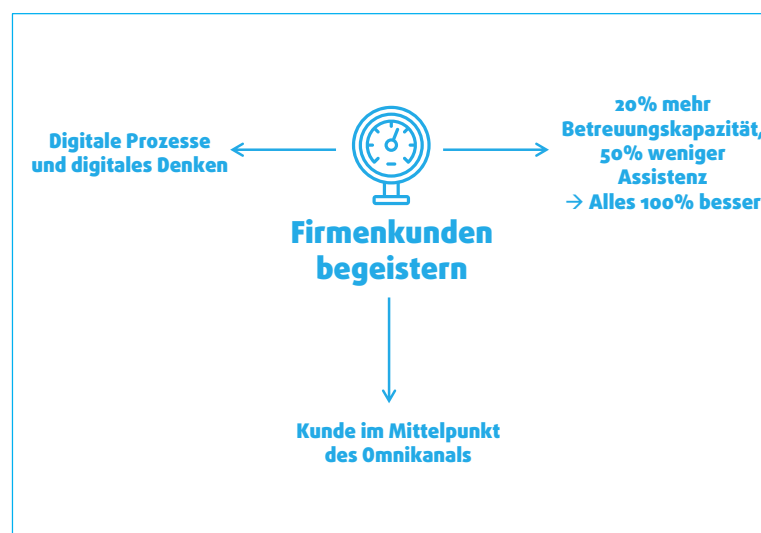 Digitale Prozesse
und digitales Denken
20% mehr
Betreuungskapazität,
50% weniger
Assistenz
→ Alles 100% besser
Firmenkunden
begeistern
Kunde im Mittelpunkt
des Omnikanals